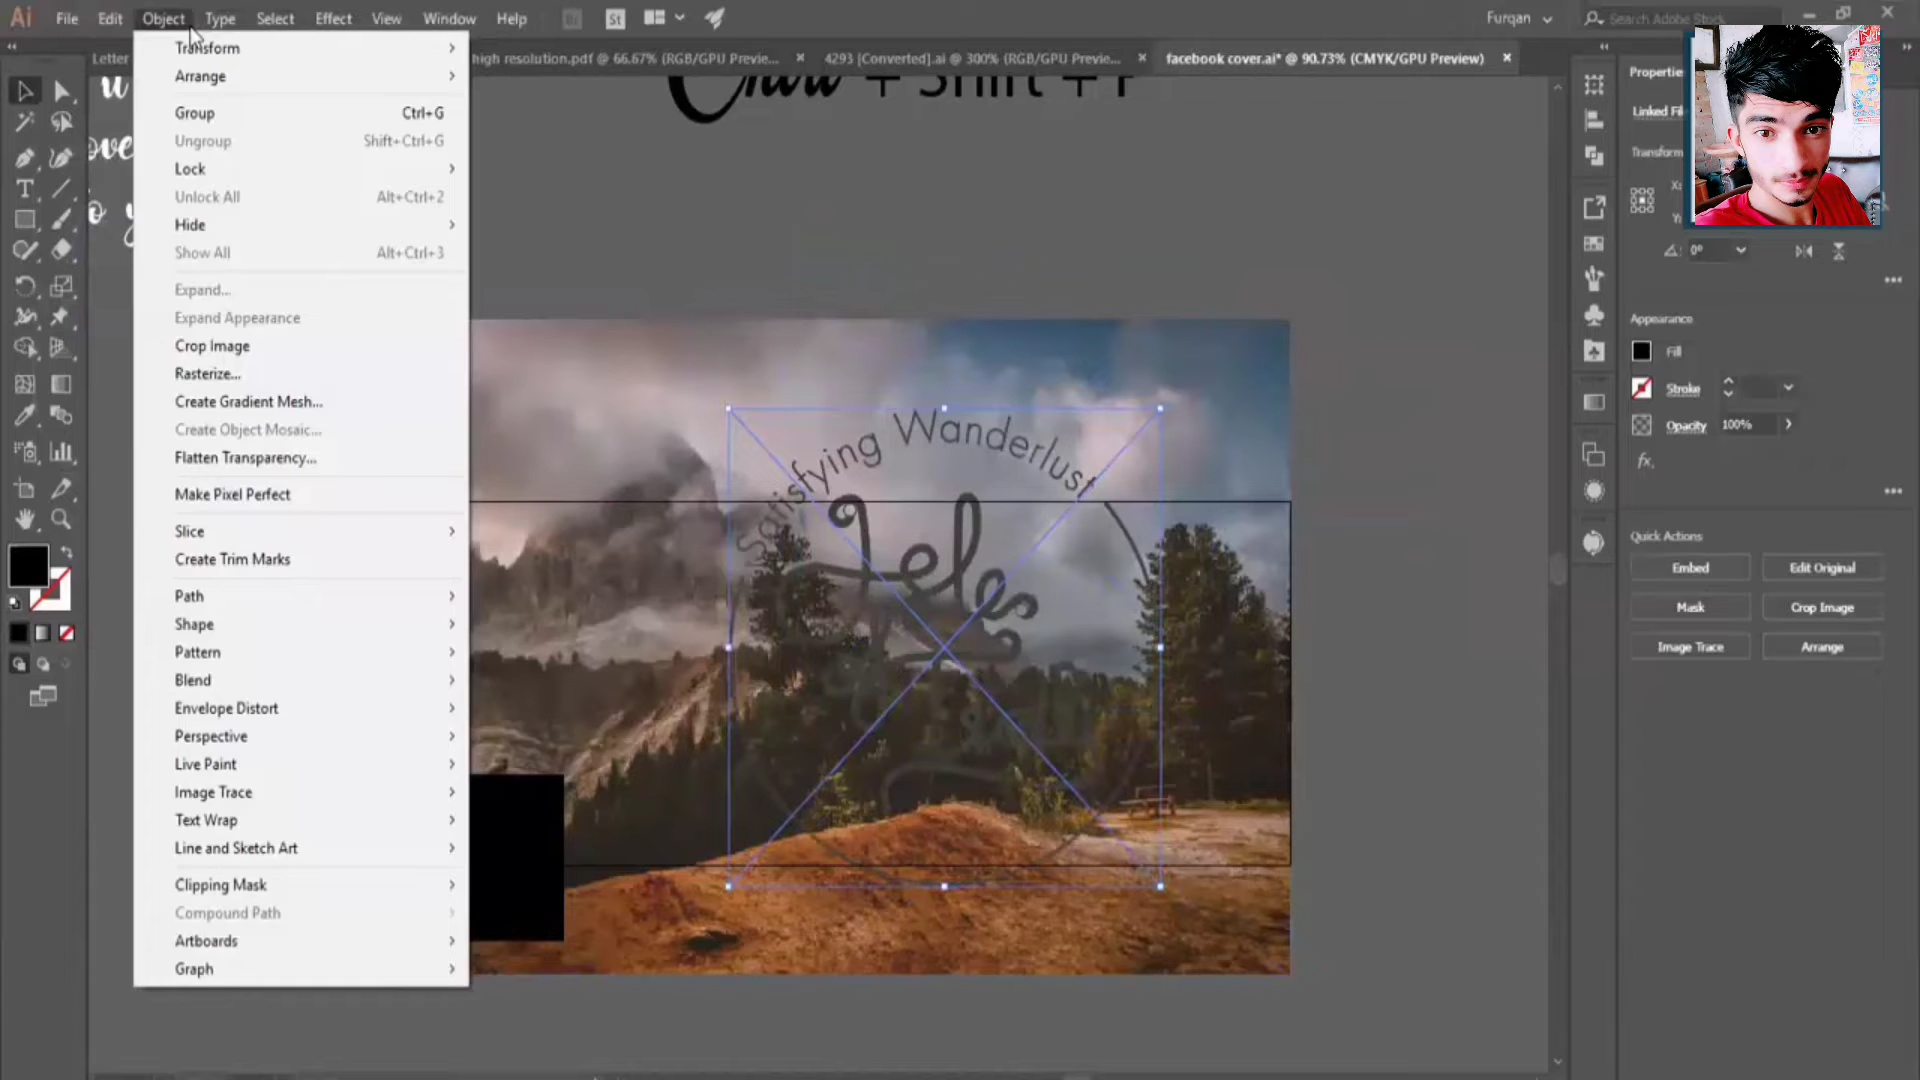 Ai File Edit Object Type Select Effect View Window Help Br St Furqan Search Adobe Stock
Letter
high resolution.pdf @ 66.67% (RGB/GPU Previe...
4293 [Converted].ai @ 300% (RGB/GPU Previe...
facebook cover.ai* @ 90.73% (CMYK/GPU Preview)
+ Shift + F
Transform
Arrange
Group Ctrl+G
Ungroup Shift+Ctrl+G
Lock
Unlock All Alt+Ctrl+2
Hide
Show All Alt+Ctrl+3
Expand...
Expand Appearance
Crop Image
Rasterize...
Create Gradient Mesh...
Create Object Mosaic...
Flatten Transparency...
Make Pixel Perfect
Slice
Create Trim Marks
Path
Shape
Pattern
Blend
Envelope Distort
Perspective
Live Paint
Image Trace
Text Wrap
Line and Sketch Art
Clipping Mask
Compound Path
Artboards
Graph
Satisfying Wanderlust
Propertie
Linked Fil
Transform
X:
Y:
0°
Appearance
Fill
Stroke
Opacity 100%
fx.
Quick Actions
Embed Edit Original
Mask Crop Image
Image Trace Arrange